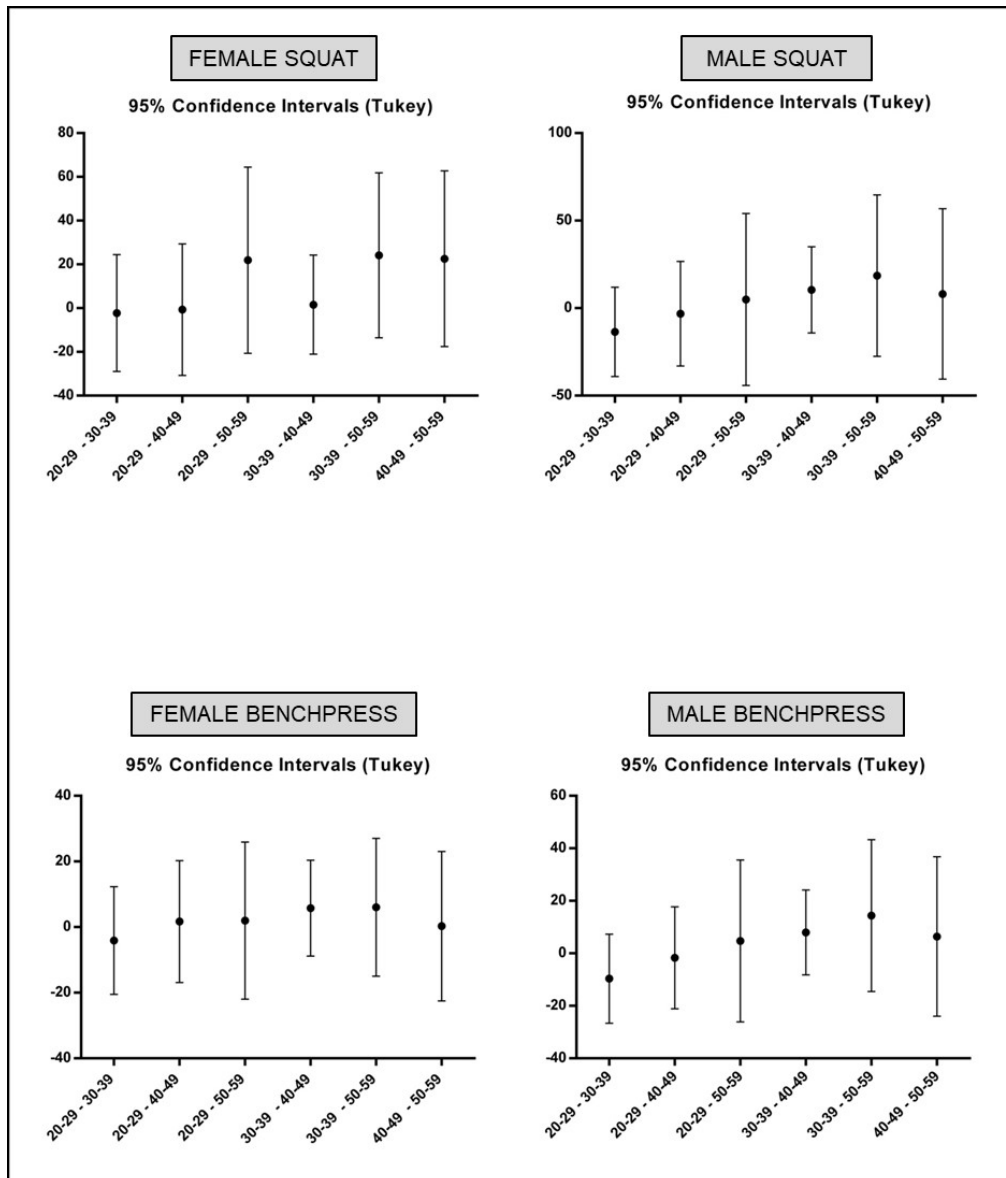 FEMALE SQUAT
95% Confidence Intervals (Tukey)
80
60
40
20
0
-20
-40
20-29 - 30-39
20-29 - 40-49
20-29 - 50-59
30-39 - 40-49
30-39 - 50-59
40-49 - 50-59
MALE SQUAT
95% Confidence Intervals (Tukey)
100
50
0
-50
20-29 - 30-39
20-29 - 40-49
20-29 - 50-59
30-39 - 40-49
30-39 - 50-59
40-49 - 50-59
FEMALE BENCHPRESS
95% Confidence Intervals (Tukey)
40
20
0
-20
-40
20-29 - 30-39
20-29 - 40-49
20-29 - 50-59
30-39 - 40-49
30-39 - 50-59
40-49 - 50-59
MALE BENCHPRESS
95% Confidence Intervals (Tukey)
60
40
20
0
-20
-40
20-29 - 30-39
20-29 - 40-49
20-29 - 50-59
30-39 - 40-49
30-39 - 50-59
40-49 - 50-59